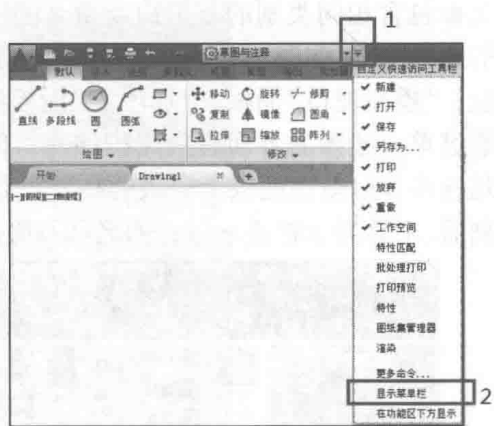 1
草图与注释
默认
自定义快速访问工具栏
直线 多段线 圆 圆弧
移动 旋转 修剪
复制 镜像 圆角
拉伸 缩放 阵列
绘图 修改
开始 Drawing1
新建
打开
保存
另存为...
打印
放弃
重做
工作空间
特性匹配
批处理打印
打印预览
特性
图纸集管理器
渲染
更多命令...
显示菜单栏
2
在功能区下方显示